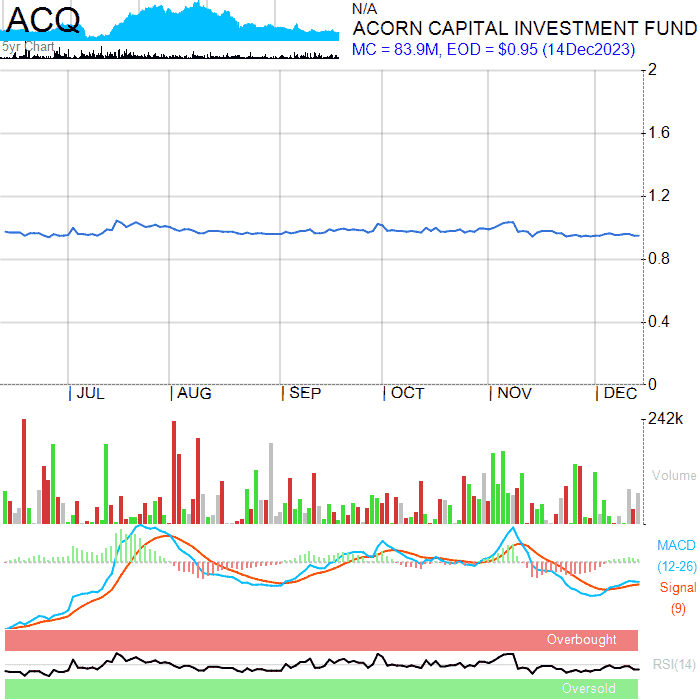 ACQ
5yr Chart
N/A
ACORN CAPITAL INVESTMENT FUND
MC = 83.9M, EOD = $0.95 (14Dec2023)
2
1.6
1.2
0.8
0.4
0
JUL AUG SEP OCT NOV DEC
242k
Volume
MACD
(12-26)
Signal
(9)
Overbought
RSI(14)
Oversold